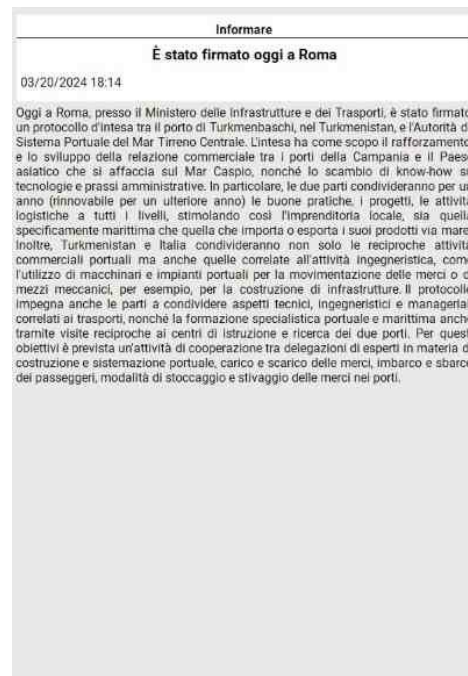 Informare
È stato firmato oggi a Roma
03/20/2024 18:14
Oggi a Roma, presso il Ministero delle Infrastrutture e dei Trasporti, è stato firmato
un protocollo d'intesa tra il porto di Turkmenbaschi, nel Turkmenistan, e l'Autorità d
Sistema Portuale del Mar Tirreno Centrale. L'intesa ha come scopo il rafforzamento
e lo sviluppo della relazione commerciale tra i porti della Campania e il Paes
asiatico che si affaccia sul Mar Caspio, nonché lo scambio di know-how su
tecnologie e prassi amministrative. In particolare, le due parti condivideranno per un
anno (rinnovabile per un ulteriore anno) le buone pratiche, i progetti, le attività
logistiche a tutti i livelli, stimolando così l'imprenditoria locale, sia quella
specificamente marittima che quella che importa o esporta i suoi prodotti via mare.
Inoltre, Turkmenistan e Italia condivideranno non solo le reciproche attività
commerciali portuali ma anche quelle correlate all'attività ingegneristica, come
l'utilizzo di macchinari e impianti portuali per la movimentazione delle merci o d
mezzi meccanici, per esempio, per la costruzione di infrastrutture. Il protocollo
impegna anche le parti a condividere aspetti tecnici, ingegneristici e manageria
correlati ai trasporti, nonché la formazione specialistica portuale e marittima anche
tramite visite reciproche ai centri di istruzione e ricerca dei due porti. Per quest
obiettivi è prevista un'attività di cooperazione tra delegazioni di esperti in materia d
costruzione e sistemazione portuale, carico e scarico delle merci, imbarco e sbarco
dei passeggeri, modalità di stoccaggio e stivaggio delle merci nei porti.